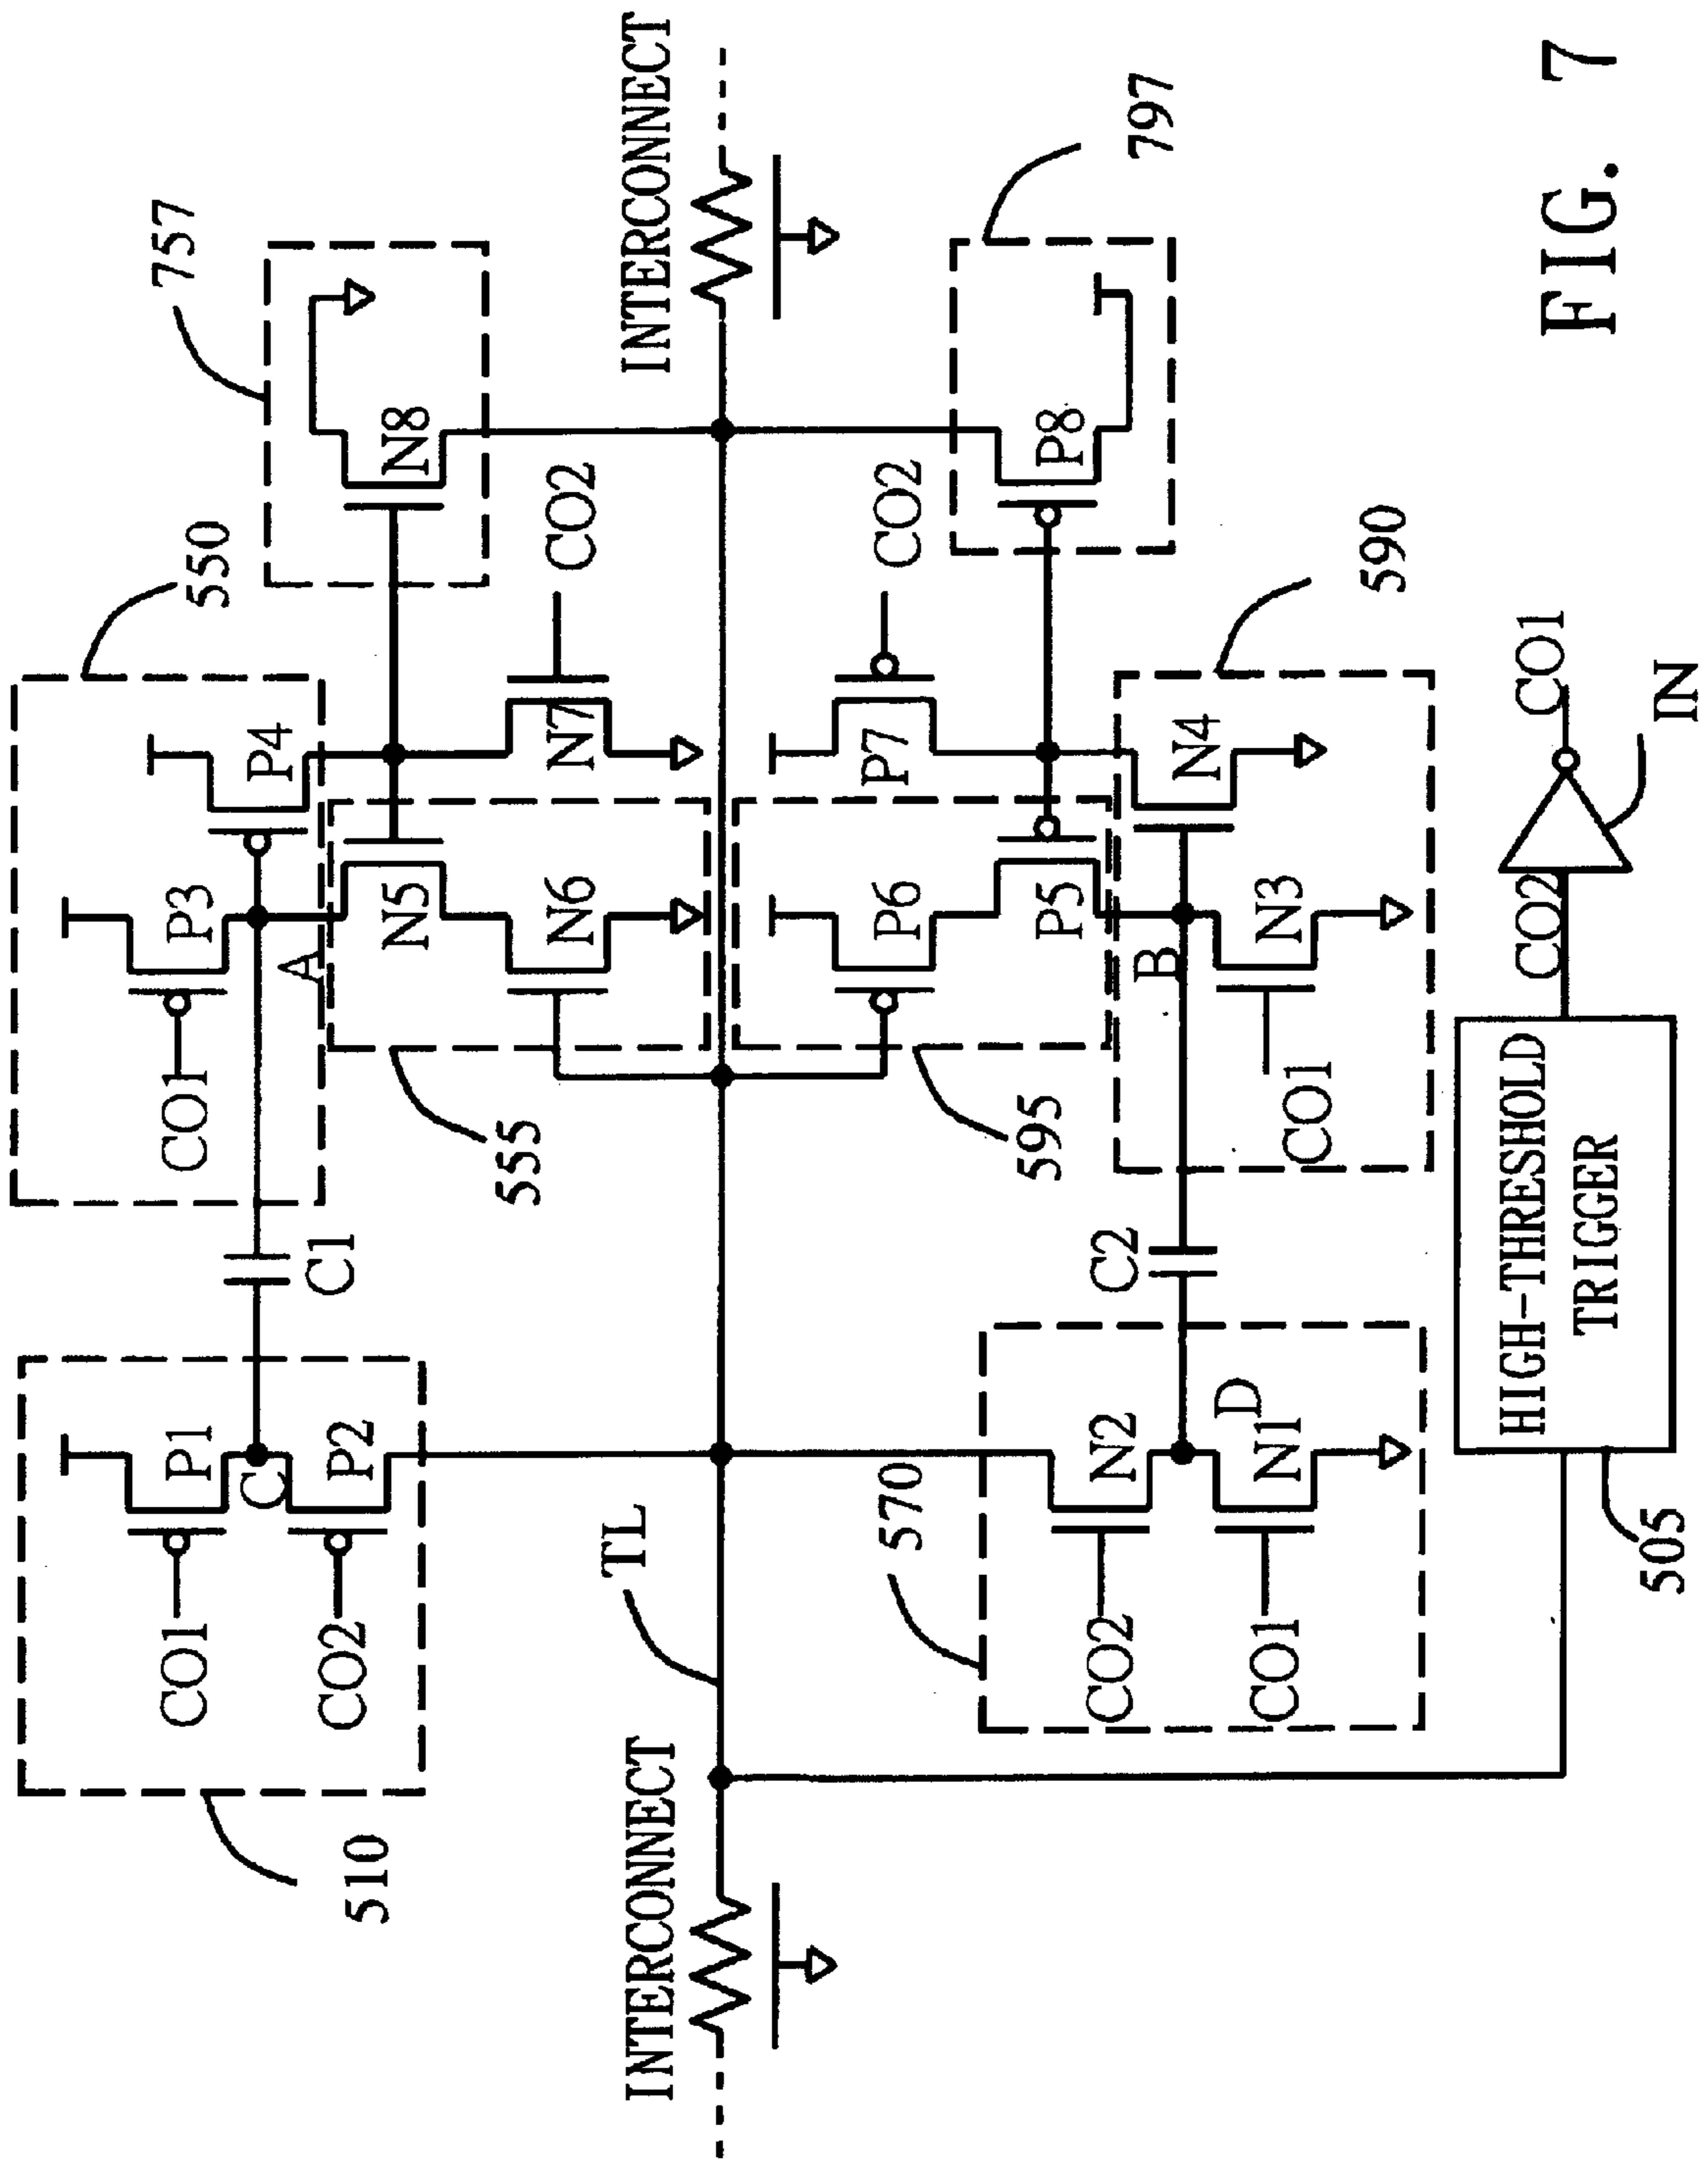 510
550
757
CO1
P1
C
CO2
P2
C1
CO1
P3
A
P4
N5
N6
N7
CO2
N8
555
INTERCONNECT
TL
INTERCONNECT
570
CO2
N2
D
CO1
N1
C2
595
P6
P5
P7
CO2
P8
797
B
N3
CO1
N4
590
HIGH-THRESHOLD
TRIGGER
505
CO2
CO1
IN
FIG. 7